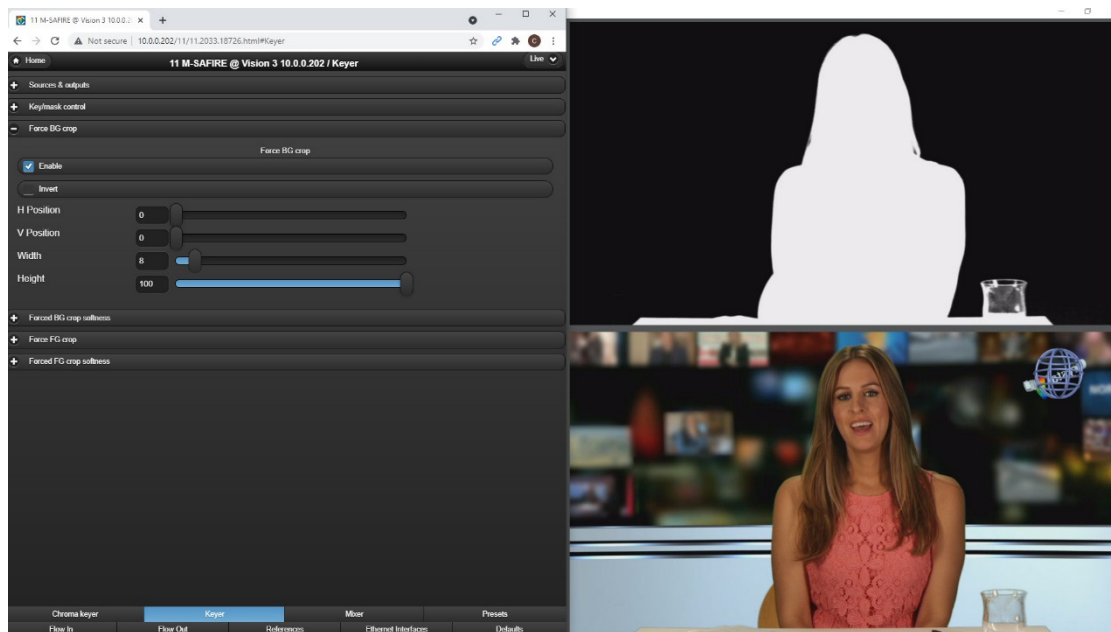 11 M-SAFIRE @ Vision 3 10.0.0.2
Not secure | 10.0.0.202/11/11.2033.18726.html#Keyer
C
Home
11 M-SAFIRE @ Vision 3 10.0.0.202 / Keyer
Live
Sources & outputs
Key/mask control
Force BG crop
Force BG crop
Enable
Invert
H Position
0
V Position
0
Width
8
Height
100
Forced BG crop softness
Force FG crop
Forced FG crop softness
Chroma keyer
Keyer
Mixer
Presets
Flow In
Flow Out
References
Ethernet Interfaces
Defaults
NOR